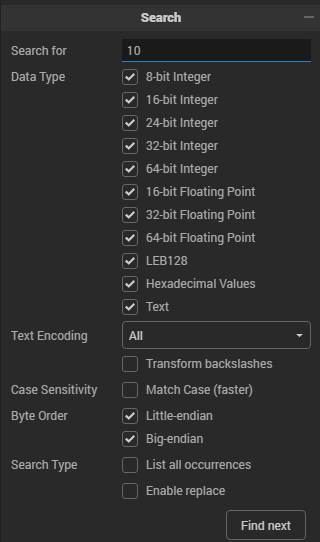 Search
Search for 10
Data Type 8-bit Integer
16-bit Integer
24-bit Integer
32-bit Integer
64-bit Integer
16-bit Floating Point
32-bit Floating Point
64-bit Floating Point
LEB128
Hexadecimal Values
Text
Text Encoding All
Transform backslashes
Case Sensitivity Match Case (faster)
Byte Order Little-endian
Big-endian
Search Type List all occurrences
Enable replace
Find next